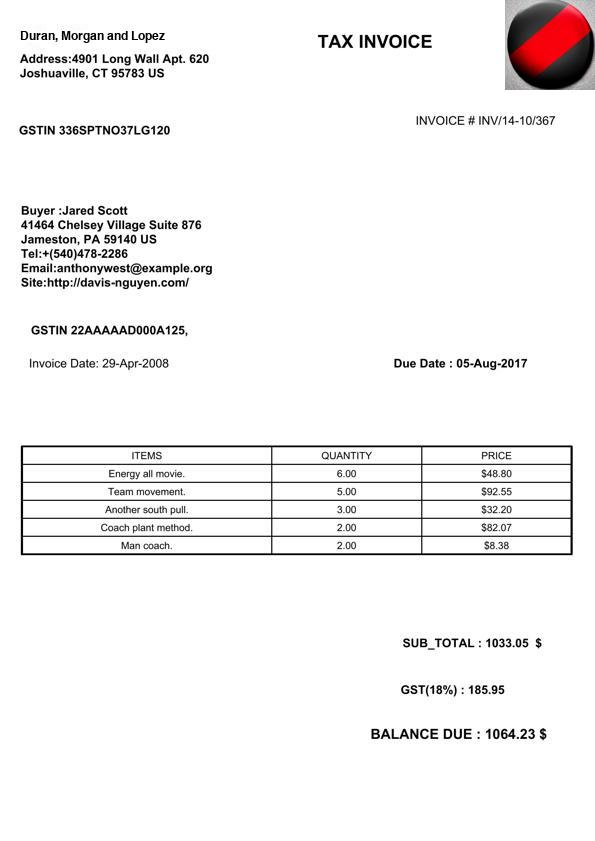 Duran, Morgan and Lopez
TAX INVOICE
Address:4901 Long Wall Apt. 620
Joshuaville, CT 95783 US
INVOICE # INV/14-10/367
GSTIN 336SPTNO37LG120
Buyer :Jared Scott
41464 Chelsey Village Suite 876
Jameston, PA 59140 US
Tel:+(540)478-2286
Email:anthonywest@example.org
Site:http://davis-nguyen.com/
GSTIN 22AAAAAD000A125,
Invoice Date: 29-Apr-2008 Due Date : 05-Aug-2017
ITEMS QUANTITY PRICE
Energy all movie. 6.00 $48.80
Team movement. 5.00 $92.55
Another south pull. 3.00 $32.20
Coach plant method. 2.00 $82.07
Man coach. 2.00 $8.38
SUB_TOTAL : 1033.05 $
GST(18%) : 185.95
BALANCE DUE : 1064.23 $